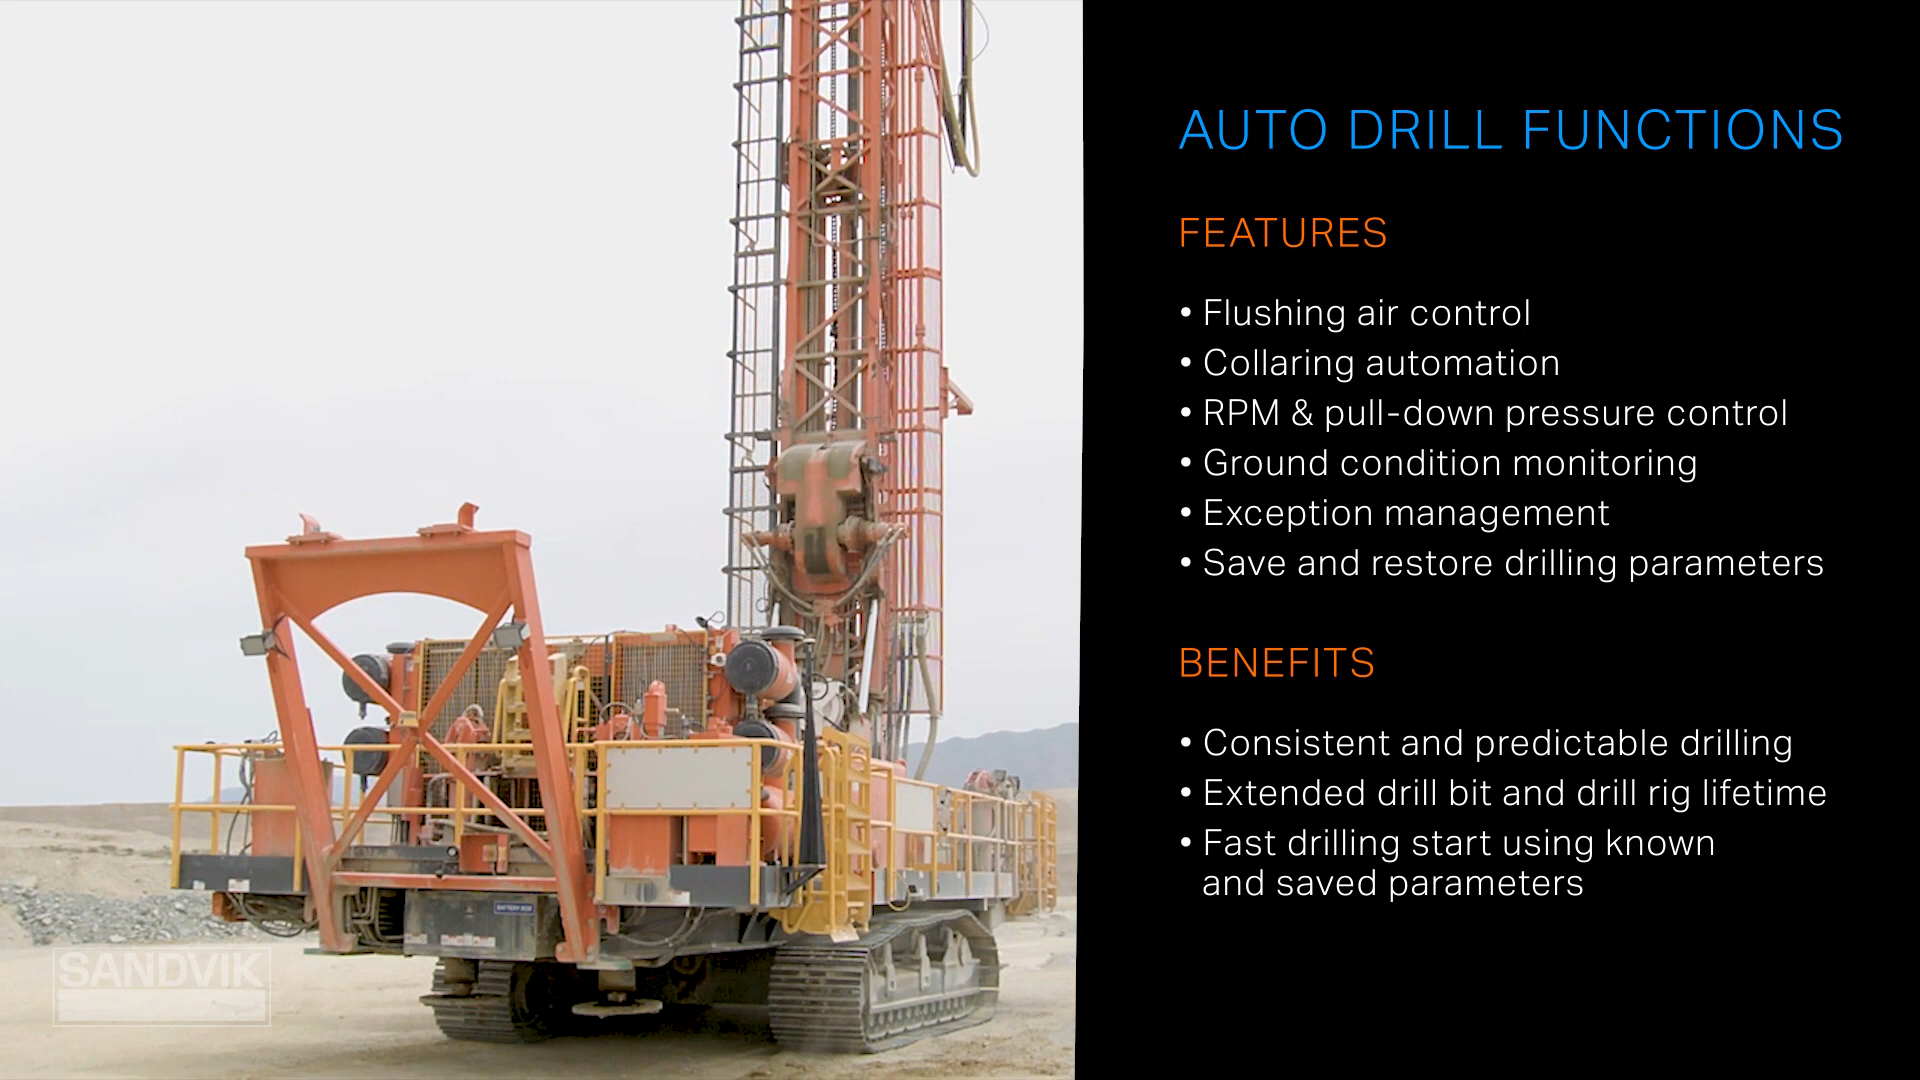 AUTO DRILL FUNCTIONS
FEATURES
• Flushing air control
• Collaring automation
• RPM & pull-down pressure control
• Ground condition monitoring
• Exception management
• Save and restore drilling parameters
BENEFITS
• Consistent and predictable drilling
• Extended drill bit and drill rig lifetime
• Fast drilling start using known
and saved parameters
BATTERY BOX
SANDVIK